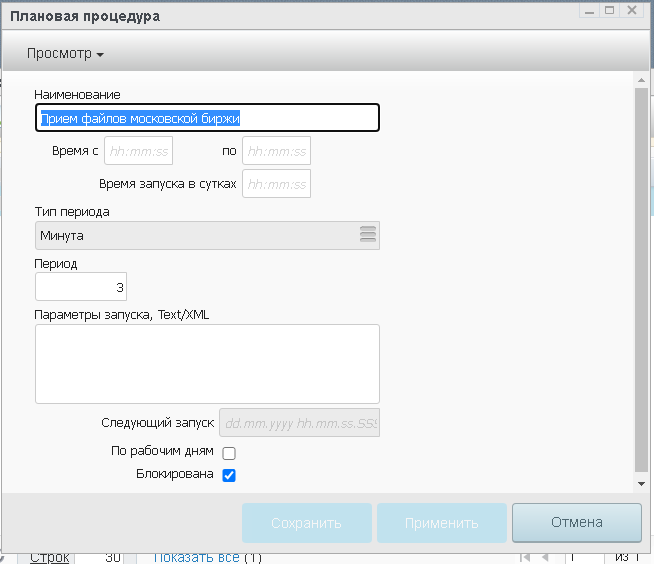 Плановая процедура
Просмотр
Наименование
Прием файлов московской биржи
Время с hh:mm:ss по hh:mm:ss
Время запуска в сутках hh:mm:ss
Тип периода
Минута
Период
3
Параметры запуска, Text/XML
Следующий запуск dd.mm.yyyy hh.mm.ss.SSS
По рабочим дням
Блокирована
Сохранить Применить Отмена
Строк 30 Показать все (1) 1 из 1